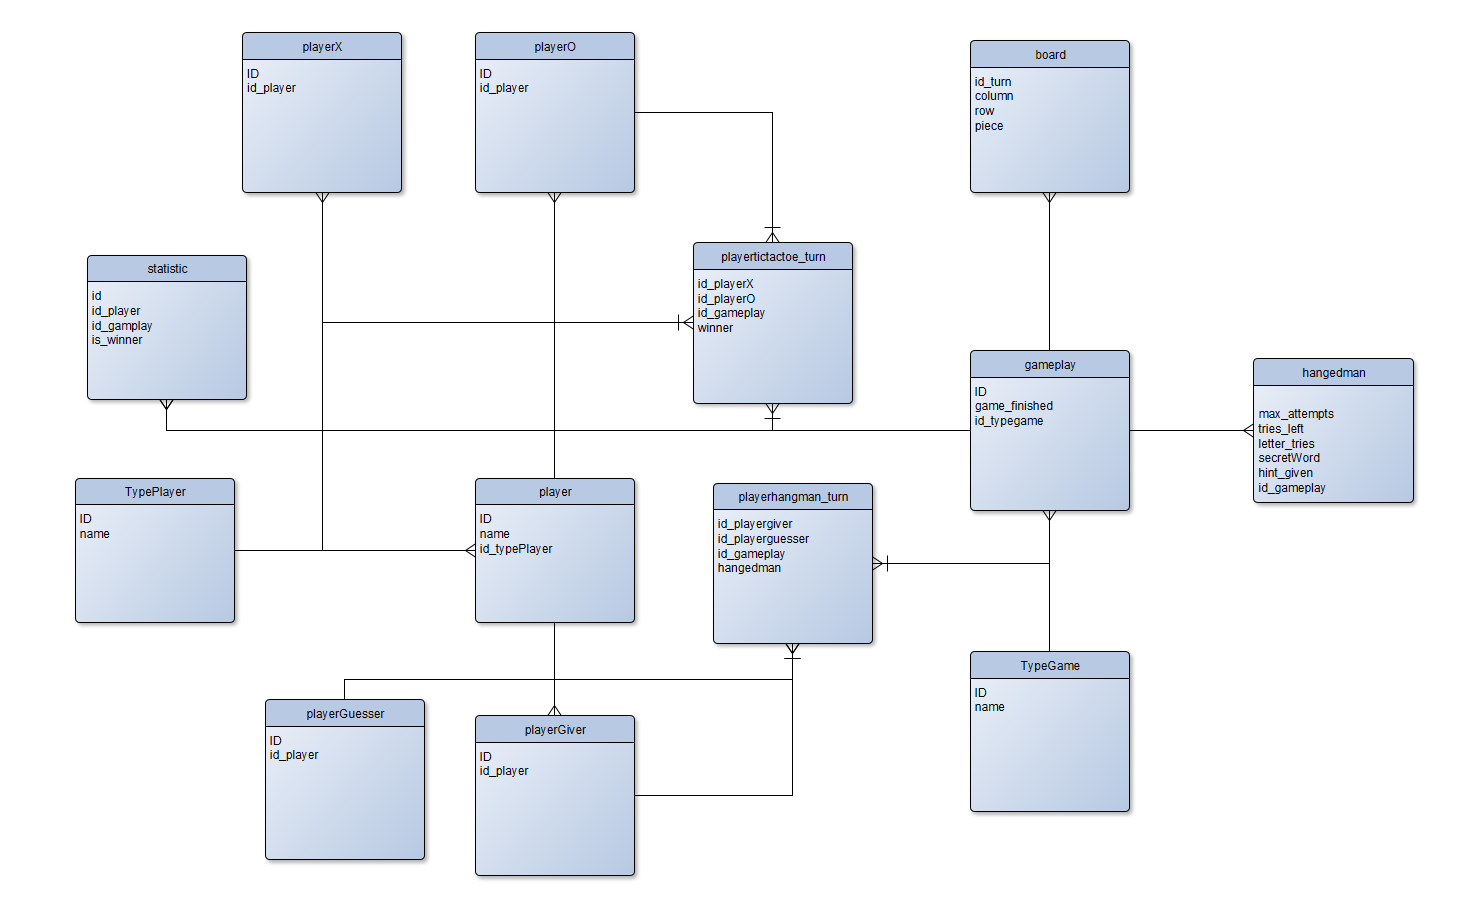 playerX
ID
id_player
playerO
ID
id_player
board
id_turn
column
row
piece
statistic
id
id_player
id_gamplay
is_winner
playertictactoe_turn
id_playerX
id_playerO
id_gameplay
winner
gameplay
ID
game_finished
id_typegame
hangedman
max_attempts
tries_left
letter_tries
secretWord
hint_given
id_gameplay
TypePlayer
ID
name
player
ID
name
id_typePlayer
playerhangman_turn
id_playergiver
id_playerguesser
id_gameplay
hangedman
TypeGame
ID
name
playerGuesser
ID
id_player
playerGiver
ID
id_player